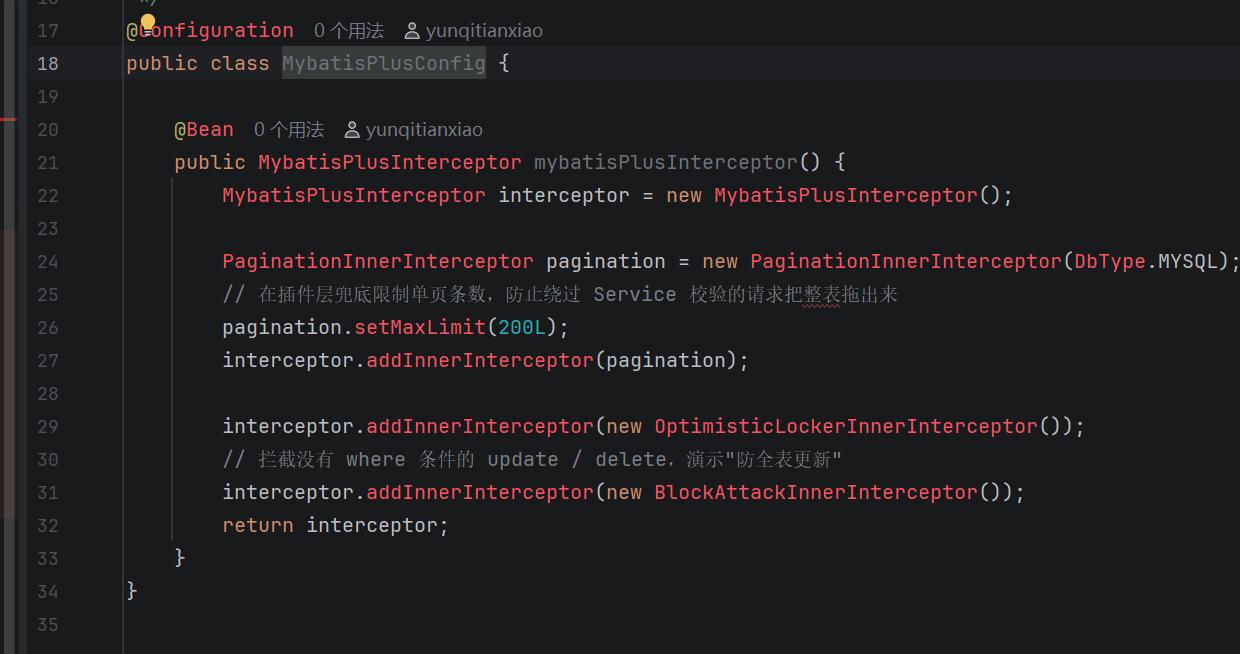 17 @Configuration 0 个用法 yunqitianxiao
18 public class MybatisPlusConfig {
19
20 @Bean 0 个用法 yunqitianxiao
21 public MybatisPlusInterceptor mybatisPlusInterceptor() {
22 MybatisPlusInterceptor interceptor = new MybatisPlusInterceptor();
23
24 PaginationInnerInterceptor pagination = new PaginationInnerInterceptor(DbType.MYSQL);
25 // 在插件层兜底限制单页条数，防止绕过 Service 校验的请求把整表拖出来
26 pagination.setMaxLimit(200L);
27 interceptor.addInnerInterceptor(pagination);
28
29 interceptor.addInnerInterceptor(new OptimisticLockerInnerInterceptor());
30 // 拦截没有 where 条件的 update / delete，演示"防全表更新"
31 interceptor.addInnerInterceptor(new BlockAttackInnerInterceptor());
32 return interceptor;
33 }
34 }
35